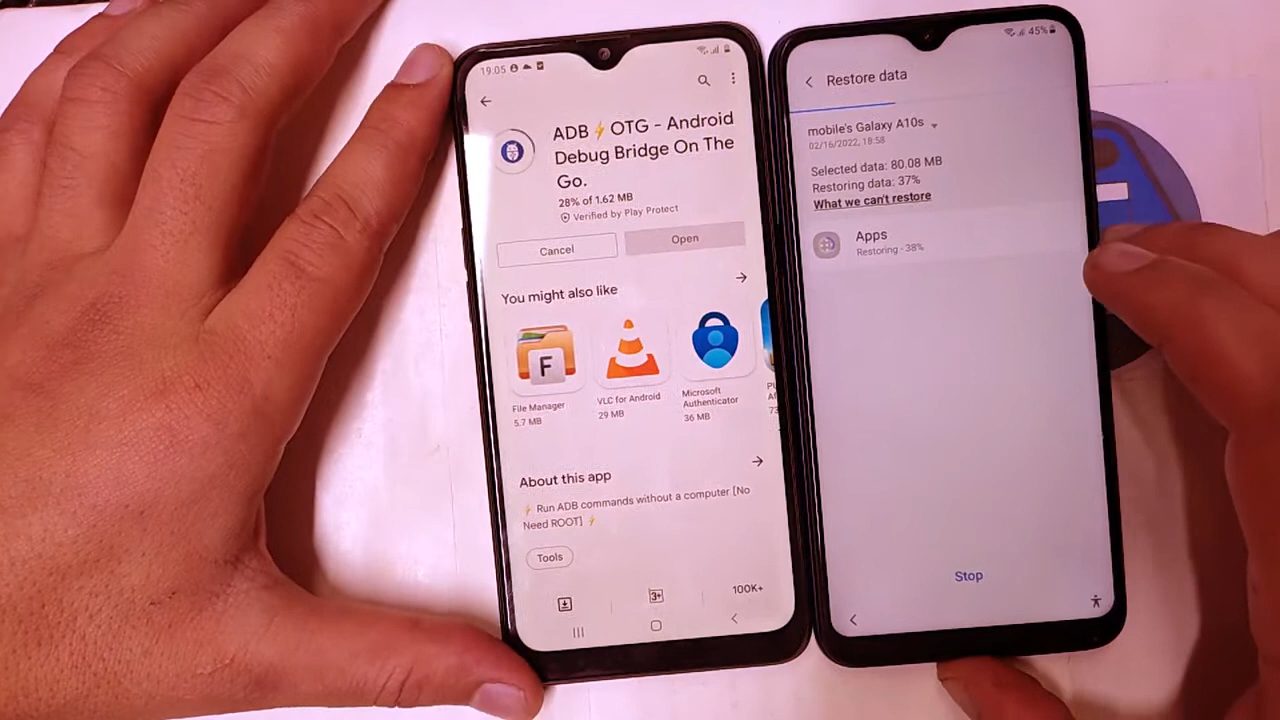 19:05
ADB⚡OTG - Android
Debug Bridge On The
Go.
28% of 1.62 MB
Verified by Play Protect
Cancel
Open
You might also like
F
File Manager
5.7 MB
VLC for Android
29 MB
Microsoft
Authenticator
36 MB
About this app
⚡ Run ADB commands without a computer [No
Need ROOT] ⚡
Tools
3+
100K+
45%
Restore data
mobile's Galaxy A10s
02/16/2022, 18:58
Selected data: 80.08 MB
Restoring data: 37%
What we can't restore
Apps
Restoring - 38%
Stop